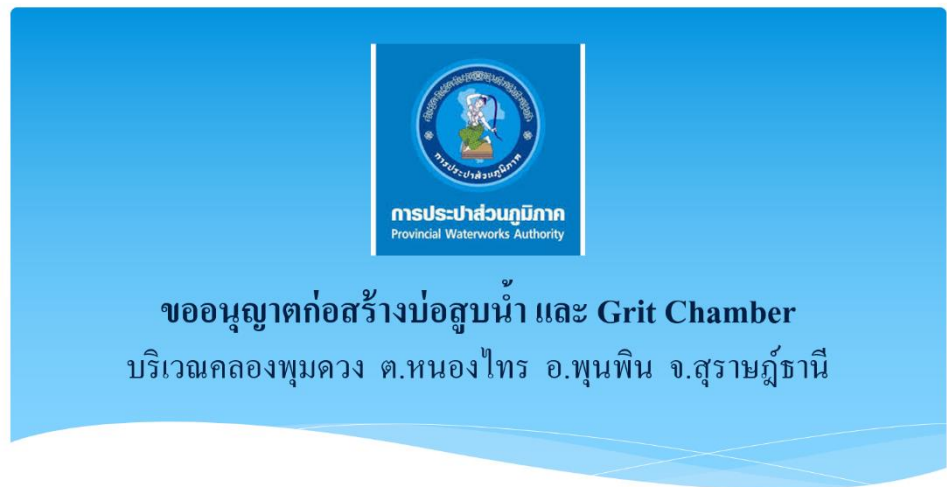 การประปาส่วนภูมิภาค
การประปาส่วนภูมิภาค
Provincial Waterworks Authority
ขออนุญาตก่อสร้างบ่อสูบน้ำ และ Grit Chamber
บริเวณคลองพุมดวง ต.หนองไทร อ.พุนพิน จ.สุราษฎ์ธานี